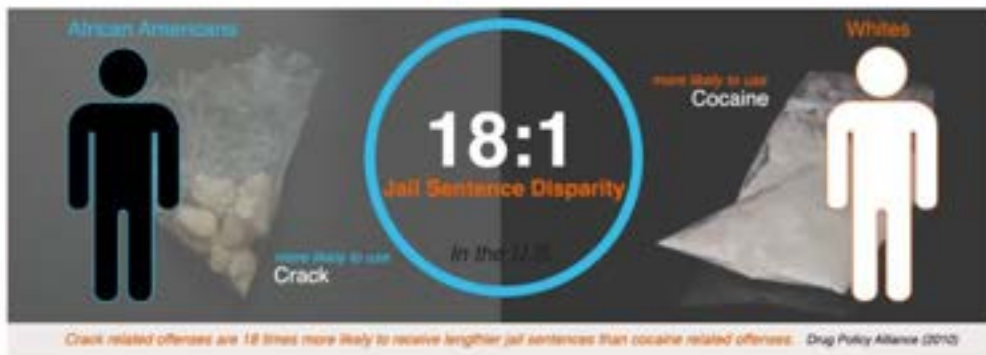 African Americans
Whites
more likely to use
Cocaine
18:1
Jail Sentence Disparity
In the U.S.
more likely to use
Crack
Crack related offenses are 18 times more likely to receive lengthier jail sentences than cocaine related offenses. Drug Policy Alliance (2010)